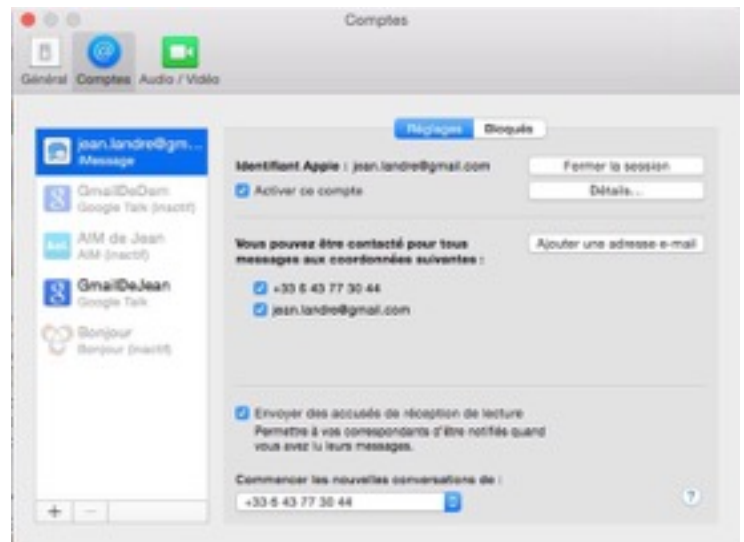 Comptes
Général Comptes Audio / Vidéo
jean.landre@gm...
iMessage
GmailDeDom
Google Talk (inactif)
AIM de Jean
AIM (inactif)
GmailDeJean
Google Talk
Bonjour
Bonjour (inactif)
Réglages Bloqués
Identifiant Apple : jean.landre@gmail.com
Fermer la session
Activer ce compte
Détails...
Vous pouvez être contacté pour tous
messages aux coordonnées suivantes :
Ajouter une adresse e-mail
+33 6 43 77 30 44
jean.landre@gmail.com
Envoyer des accusés de réception de lecture
Permettre à vos correspondants d'être notifiés quand
vous avez lu leurs messages.
Commencer les nouvelles conversations de :
+33 6 43 77 30 44
?
+ −